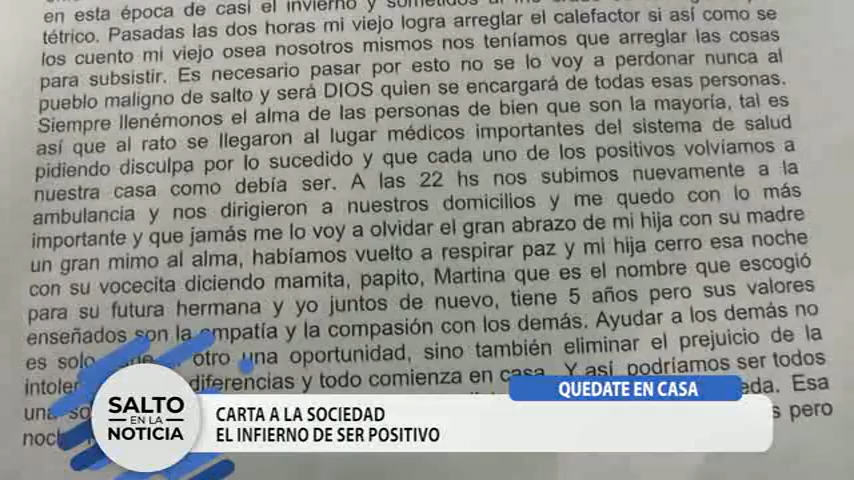 en esta época de casi el invierno y sometidos al
tétrico. Pasadas las dos horas mi viejo logra arreglar el calefactor si así como se
los cuento mi viejo osea nosotros mismos nos teníamos que arreglar las cosas
para subsistir. Es necesario pasar por esto no se lo voy a perdonar nunca al
pueblo maligno de salto y será DIOS quien se encargará de todas esas personas.
Siempre llenémonos el alma de las personas de bien que son la mayoría, tal es
así que al rato se llegaron al lugar médicos importantes del sistema de salud
pidiendo disculpa por lo sucedido y que cada uno de los positivos volvíamos a
nuestra casa como debía ser. A las 22 hs nos subimos nuevamente a la
ambulancia y nos dirigieron a nuestros domicilios y me quedo con lo más
importante y que jamás me lo voy a olvidar el gran abrazo de mi hija con su madre
un gran mimo al alma, habíamos vuelto a respirar paz y mi hija cerro esa noche
con su vocecita diciendo mamita, papito, Martina que es el nombre que escogió
para su futura hermana y yo juntos de nuevo, tiene 5 años pero sus valores
enseñados son la empatía y la compasión con los demás. Ayudar a los demás no
es solo otro una oportunidad, sino también eliminar el prejuicio de la
diferencias y todo comienza en casa. Y así podríamos ser todos
Esa
pero
QUEDATE EN CASA
SALTO
EN LA
NOTICIA
CARTA A LA SOCIEDAD
EL INFIERNO DE SER POSITIVO